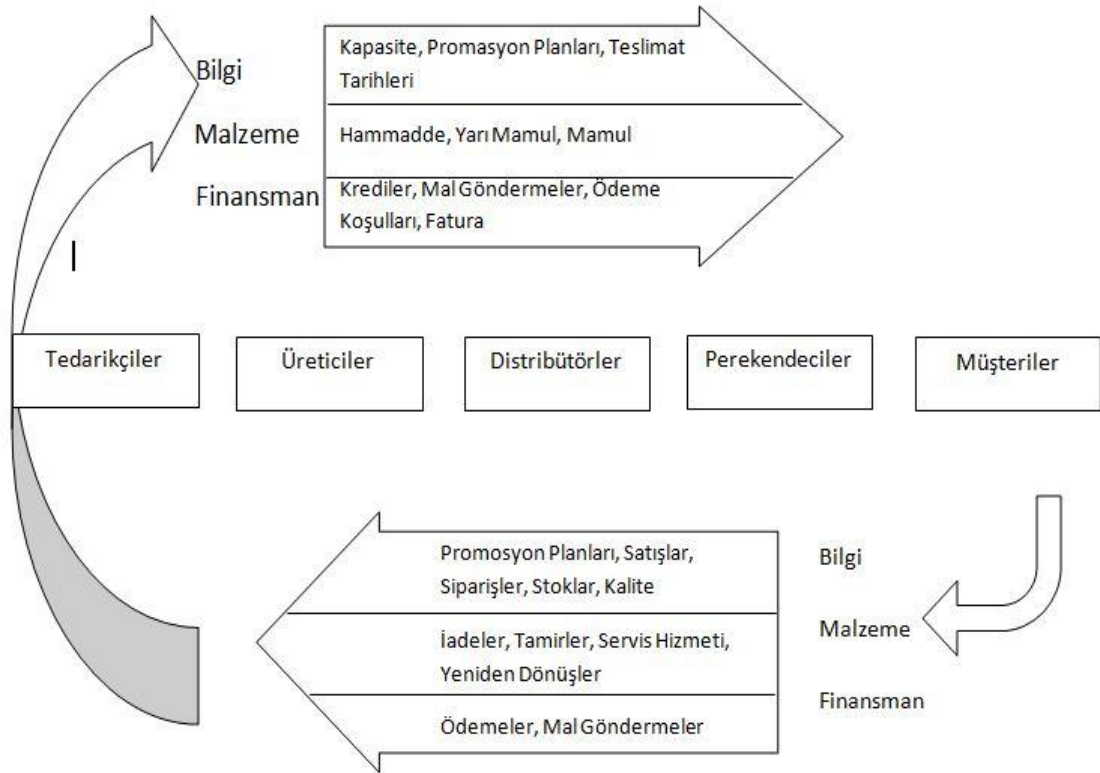 Bilgi
Kapasite, Promasyon Planları, Teslimat
Tarihleri
Malzeme
Hammadde, Yarı Mamul, Mamul
Finansman
Krediler, Mal Göndermeler, Ödeme
Koşulları, Fatura
Tedarikçiler
Üreticiler
Distribütörler
Perekendeciler
Müşteriler
Promosyon Planları, Satışlar,
Siparişler, Stoklar, Kalite
Bilgi
İadeler, Tamirler, Servis Hizmeti,
Yeniden Dönüşler
Malzeme
Ödemeler, Mal Göndermeler
Finansman